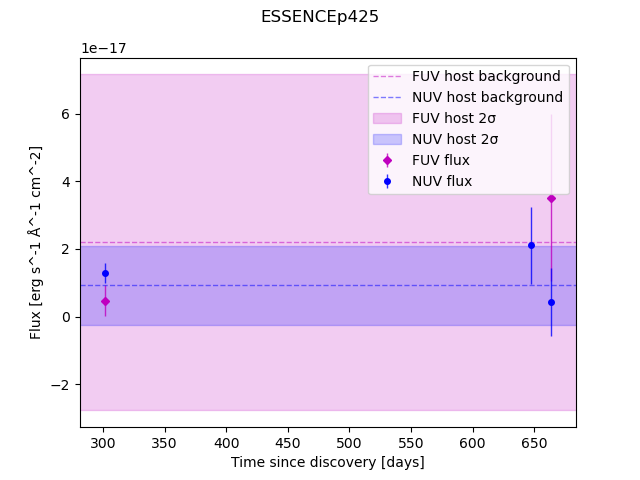 ESSENCEp425
1e−17
FUV host background
NUV host background
FUV host 2σ
NUV host 2σ
FUV flux
NUV flux
6
4
2
0
−2
Flux [erg s^-1 Å^-1 cm^-2]
300 350 400 450 500 550 600 650
Time since discovery [days]